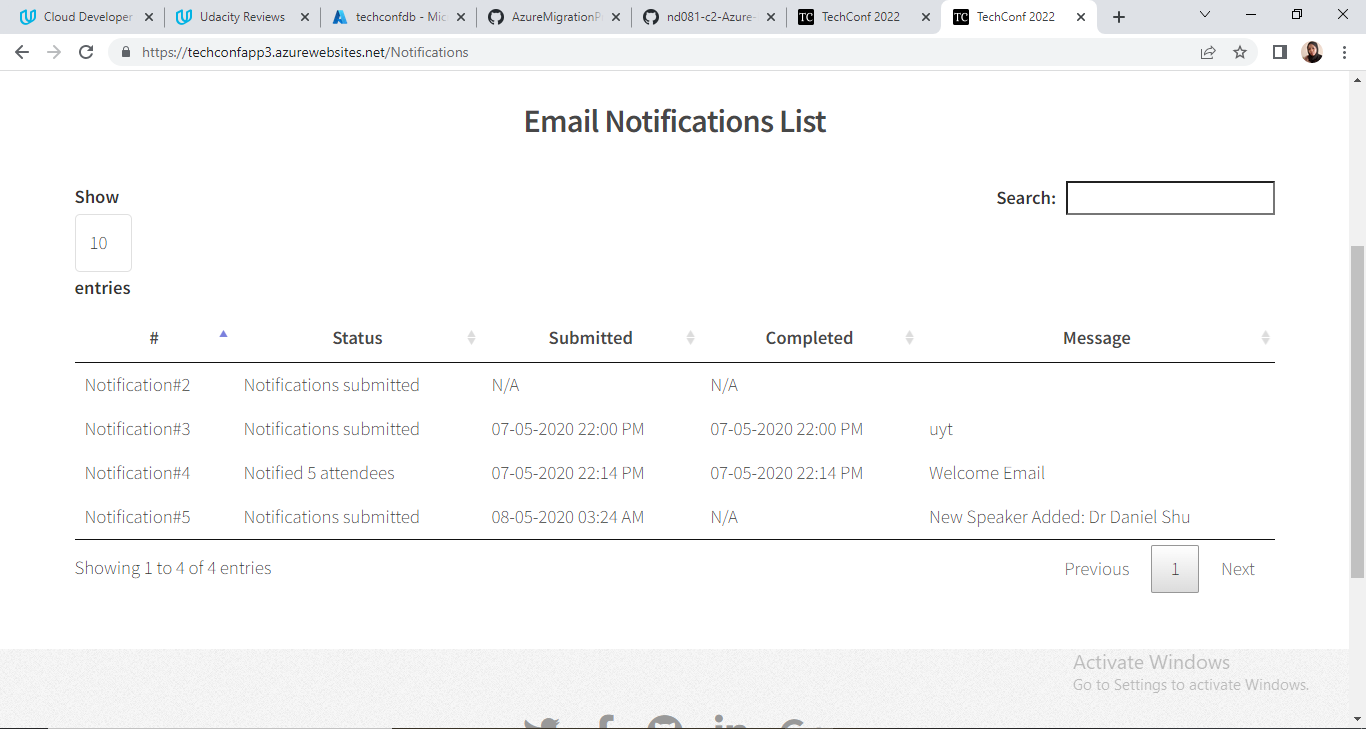 Cloud Developer
Udacity Reviews
techconfdb - Mic
AzureMigrationP
nd081-c2-Azure-
TC TechConf 2022
TC TechConf 2022
https://techconfapp3.azurewebsites.net/Notifications
Email Notifications List
Show
Search:
10
entries
# Status Submitted Completed Message
Notification#2 Notifications submitted N/A N/A
Notification#3 Notifications submitted 07-05-2020 22:00 PM 07-05-2020 22:00 PM uyt
Notification#4 Notified 5 attendees 07-05-2020 22:14 PM 07-05-2020 22:14 PM Welcome Email
Notification#5 Notifications submitted 08-05-2020 03:24 AM N/A New Speaker Added: Dr Daniel Shu
Showing 1 to 4 of 4 entries
Previous 1 Next
Activate Windows
Go to Settings to activate Windows.